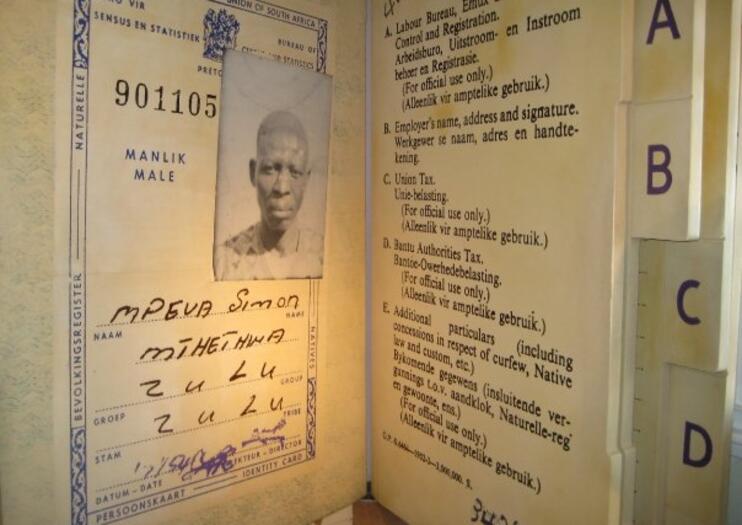 BURO VIR
UNION OF SOUTH AFRICA
SENSUS EN STATISTIEK
BUREAU OF
CENSUS AND STATISTICS
NATURELLE
901105
MANLIK
MALE
BEVOLKINGSREGISTER
NATIVES
MPEVA Simon
NAAM
NAME
MTHETHWA
ZULU
GROEP
GROUP
ZULU
STAM
TRIBE
DIREKTEUR - DIRECTOR
DATUM - DATE
PERSOONSKAART
IDENTITY CARD
A. Labour Bureau,
Control and Registration.
Arbeidsburo, Uitstroom- en Instroom
beheer en Registrasie.
(For official use only.)
(Alleenlik vir amptelike gebruik.)
B. Employer's name, address and signature.
Werkgewer se naam, adres en handte-
kening.
C. Union Tax.
Unie-belasting.
(For official use only.)
(Alleenlik vir amptelike gebruik.)
D. Bantu Authorities Tax.
Bantoe-Owerhedebelasting.
(For official use only.)
(Alleenlik vir amptelike gebruik.)
E. Additional particulars (including
concessions in respect of curfew, Native
law and custom, etc.)
Bykomende gegewens (insluitende ver-
gunnings t.o.v. aandklok, Naturelle-reg
en gewoonte, ens.)
(For official use only.)
(Alleenlik vir amptelike gebruik.)
A
B
C
D